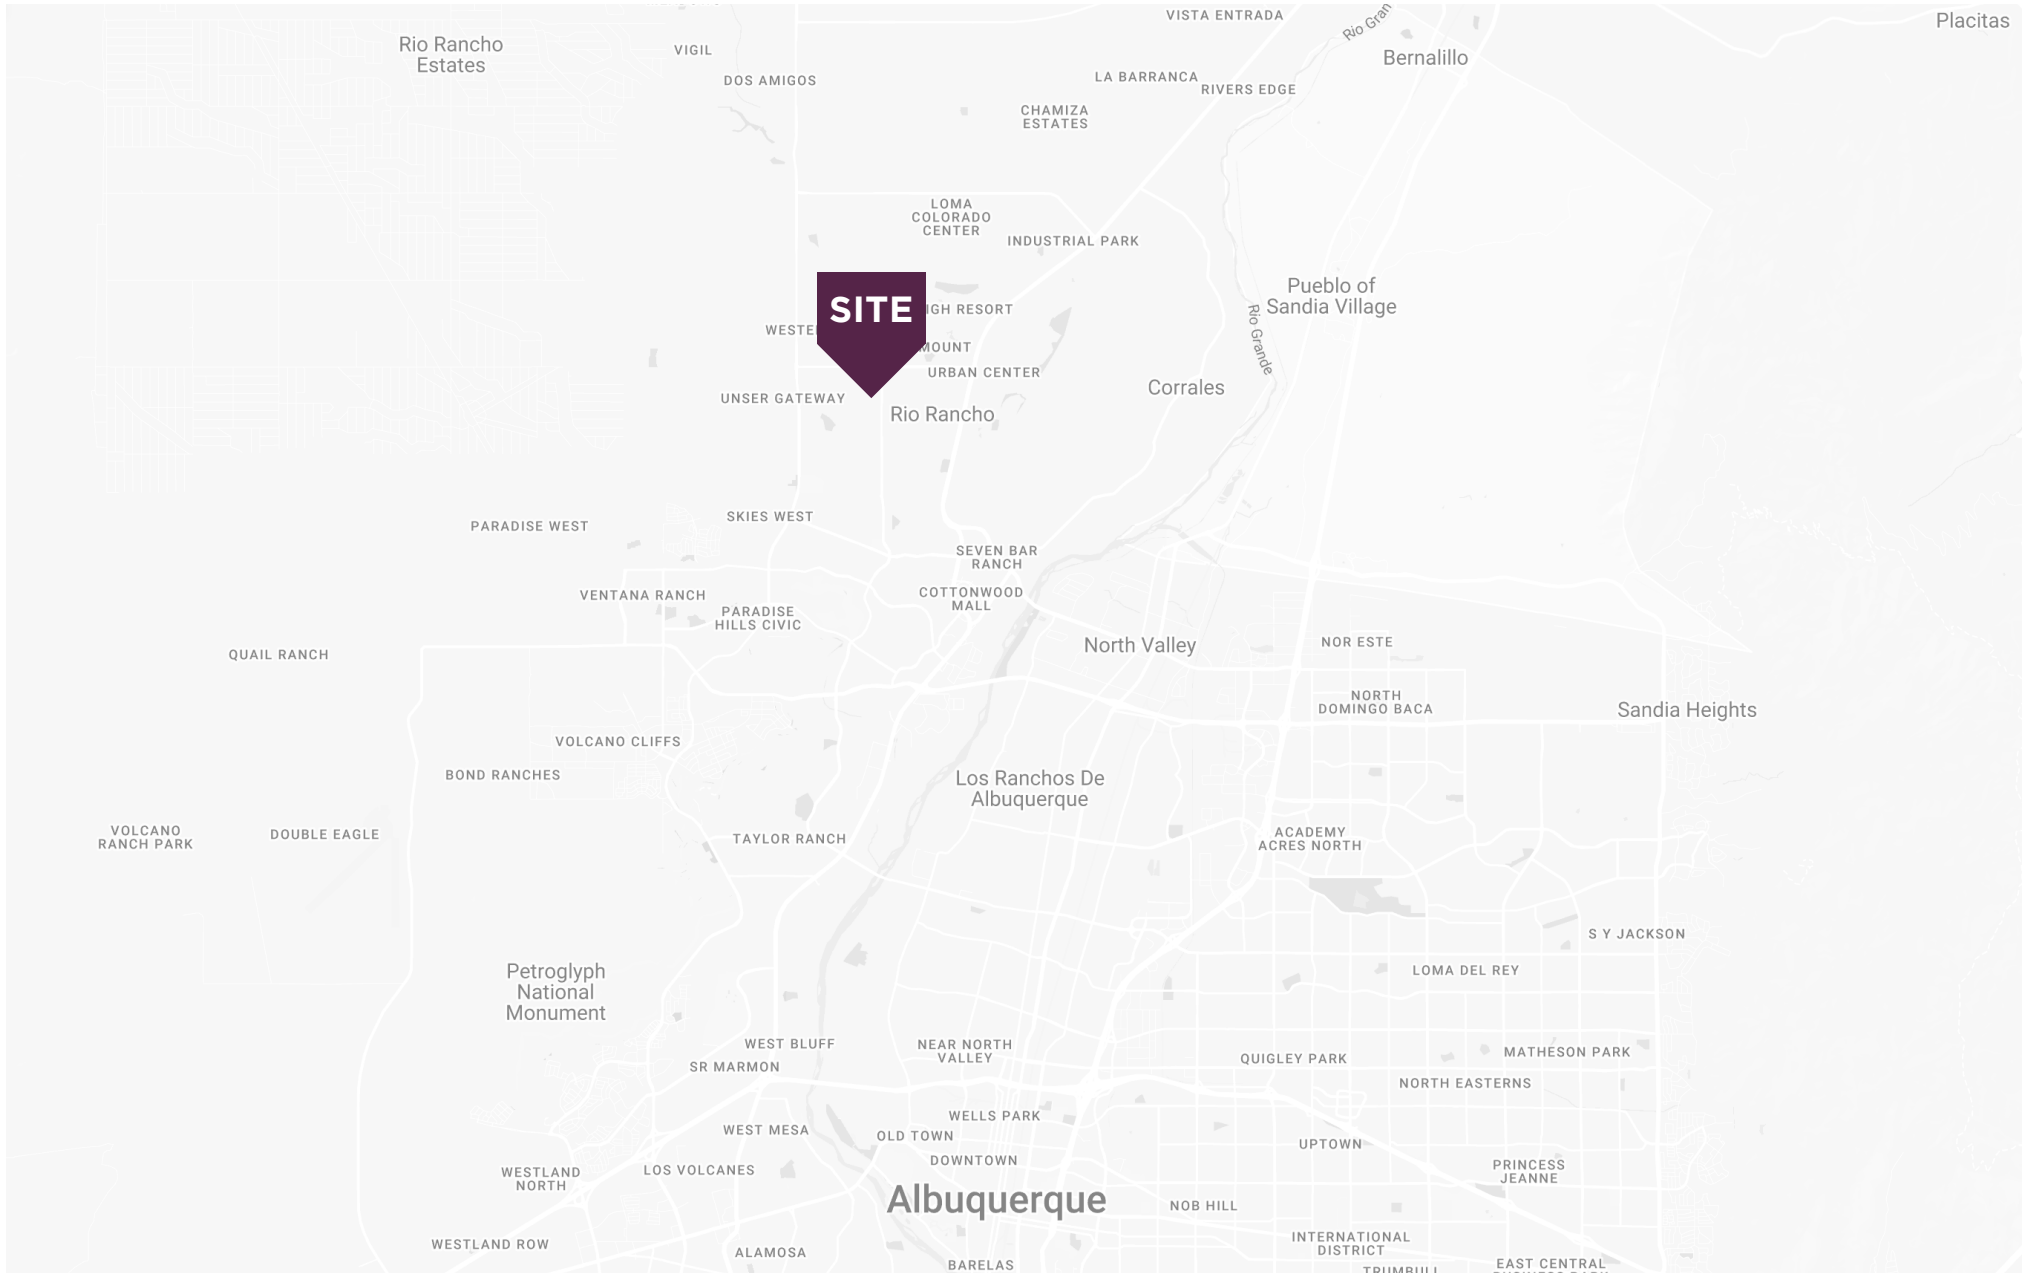 VISTA ENTRADA
Rio Gran
Placitas
Rio Rancho
Estates
VIGIL
Bernalillo
DOS AMIGOS
LA BARRANCA
RIVERS EDGE
CHAMIZA
ESTATES
LOMA
COLORADO
CENTER
INDUSTRIAL PARK
Pueblo of
Sandia Village
SITE
IGH RESORT
WESTE
MOUNT
Rio Grande
URBAN CENTER
Corrales
UNSER GATEWAY
Rio Rancho
SKIES WEST
PARADISE WEST
SEVEN BAR
RANCH
VENTANA RANCH
COTTONWOOD
MALL
PARADISE
HILLS CIVIC
North Valley
NOR ESTE
QUAIL RANCH
NORTH
DOMINGO BACA
Sandia Heights
VOLCANO CLIFFS
BOND RANCHES
Los Ranchos De
Albuquerque
VOLCANO
RANCH PARK
DOUBLE EAGLE
TAYLOR RANCH
ACADEMY
ACRES NORTH
S Y JACKSON
Petroglyph
National
Monument
LOMA DEL REY
WEST BLUFF
NEAR NORTH
VALLEY
SR MARMON
QUIGLEY PARK
MATHESON PARK
NORTH EASTERNS
WELLS PARK
WEST MESA
OLD TOWN
UPTOWN
DOWNTOWN
WESTLAND
NORTH
LOS VOLCANES
PRINCESS
JEANNE
Albuquerque
NOB HILL
WESTLAND ROW
ALAMOSA
INTERNATIONAL
DISTRICT
BARELAS
EAST CENTRAL
TRUMBULL